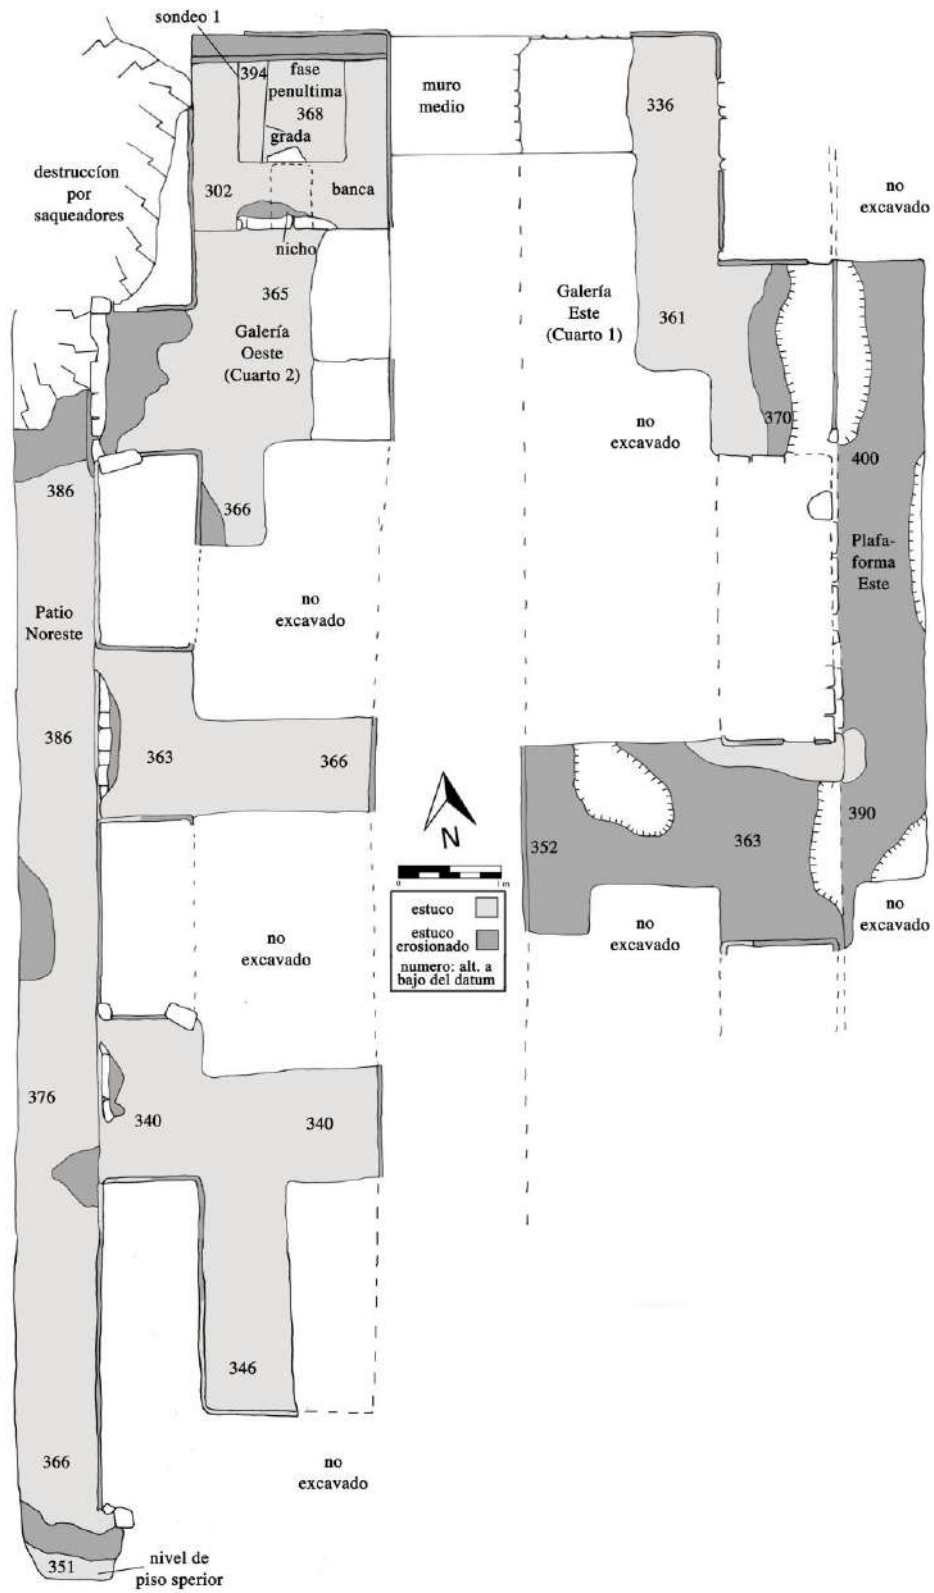 sondeo 1
394
fase
penultima
368
grada
muro
medio
336
destruccíon
por
saqueadores
302
banca
no
excavado
nicho
365
Galería
Oeste
(Cuarto 2)
Galería
Este
(Cuarto 1)
361
370
no
excavado
400
386
366
Plafa-
forma
Este
Patio
Noreste
no
excavado
386
363
366
N
352
363
390
0
1 m
estuco
estuco
erosionado
numero: alt. a
bajo del datum
no
excavado
no
excavado
no
excavado
376
340
340
346
366
no
excavado
351
nivel de
piso sperior